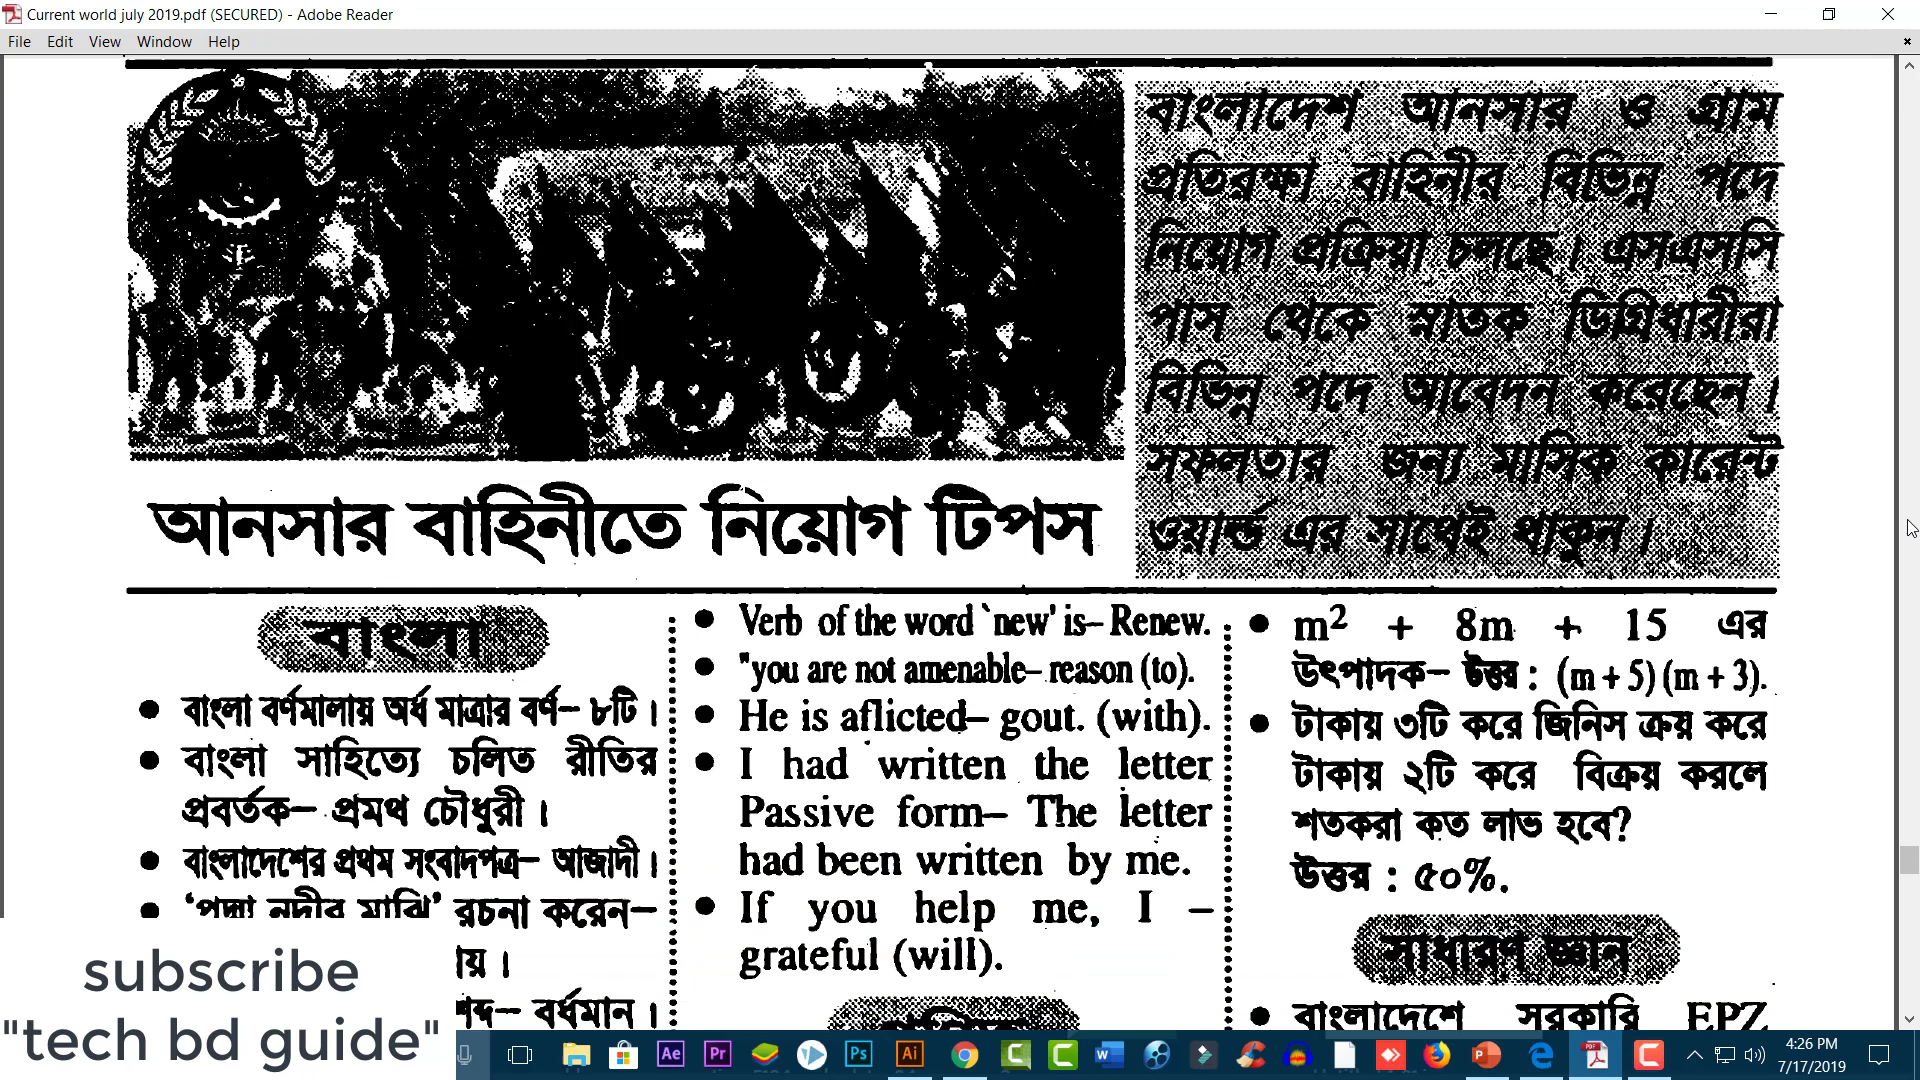 Current world july 2019.pdf (SECURED) - Adobe Reader
File Edit View Window Help
বাংলাদেশ আনসার ও গ্রাম
প্রতিরক্ষা বাহিনীর বিভিন্ন পদে
নিয়োগ প্রক্রিয়া চলছে। এসএসসি
পাস থেকে স্নাতক ডিগ্রিধারীরা
বিভিন্ন পদে আবেদন করেছেন।
সফলতার জন্য মাসিক কারেন্ট
ওয়ার্ল্ড এর সাথেই থাকুন।
আনসার বাহিনীতে নিয়োগ টিপস
বাংলা
● বাংলা বর্ণমালায় অর্ধ মাত্রার বর্ণ– ৮টি।
● বাংলা সাহিত্যে চলিত রীতির
প্রবর্তক– প্রমথ চৌধুরী।
● বাংলাদেশের প্রথম সংবাদপত্র– আজাদী।
● ‘পদ্মা নদীর মাঝি’ রচনা করেন–
য়।
শব্দ– বর্ধমান।
● Verb of the word `new' is– Renew.
● "you are not amenable– reason (to).
● He is aflicted– gout. (with).
● I had written the letter
Passive form– The letter
had been written by me.
● If you help me, I –
grateful (will).
● m² + 8m + 15 এর
উৎপাদক– উত্তর : (m + 5) (m + 3).
● টাকায় ৩টি করে জিনিস ক্রয় করে
টাকায় ২টি করে বিক্রয় করলে
শতকরা কত লাভ হবে?
উত্তর : ৫০%.
সাধারণ জ্ঞান
● বাংলাদেশে সরকারি EPZ
subscribe
"tech bd guide"
4:26 PM
7/17/2019